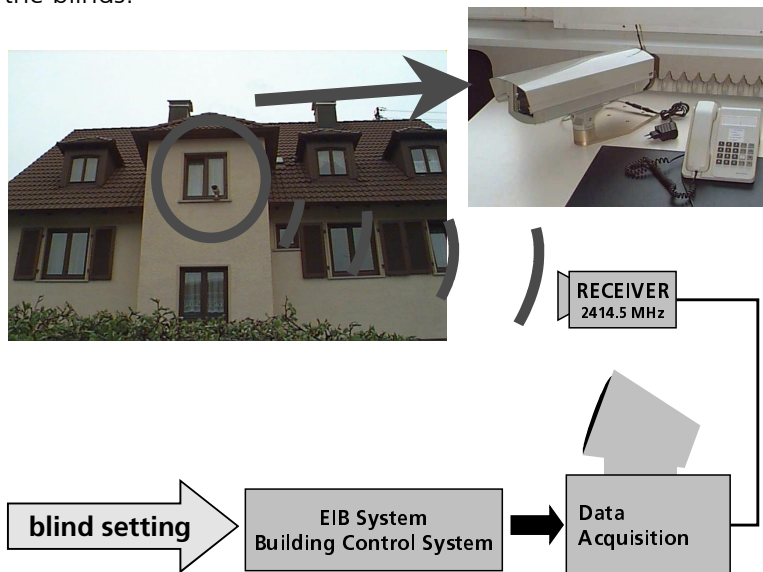 the blinds.
RECEIVER
2414.5 MHz
blind setting
EIB System
Building Control System
Data
Acquisition